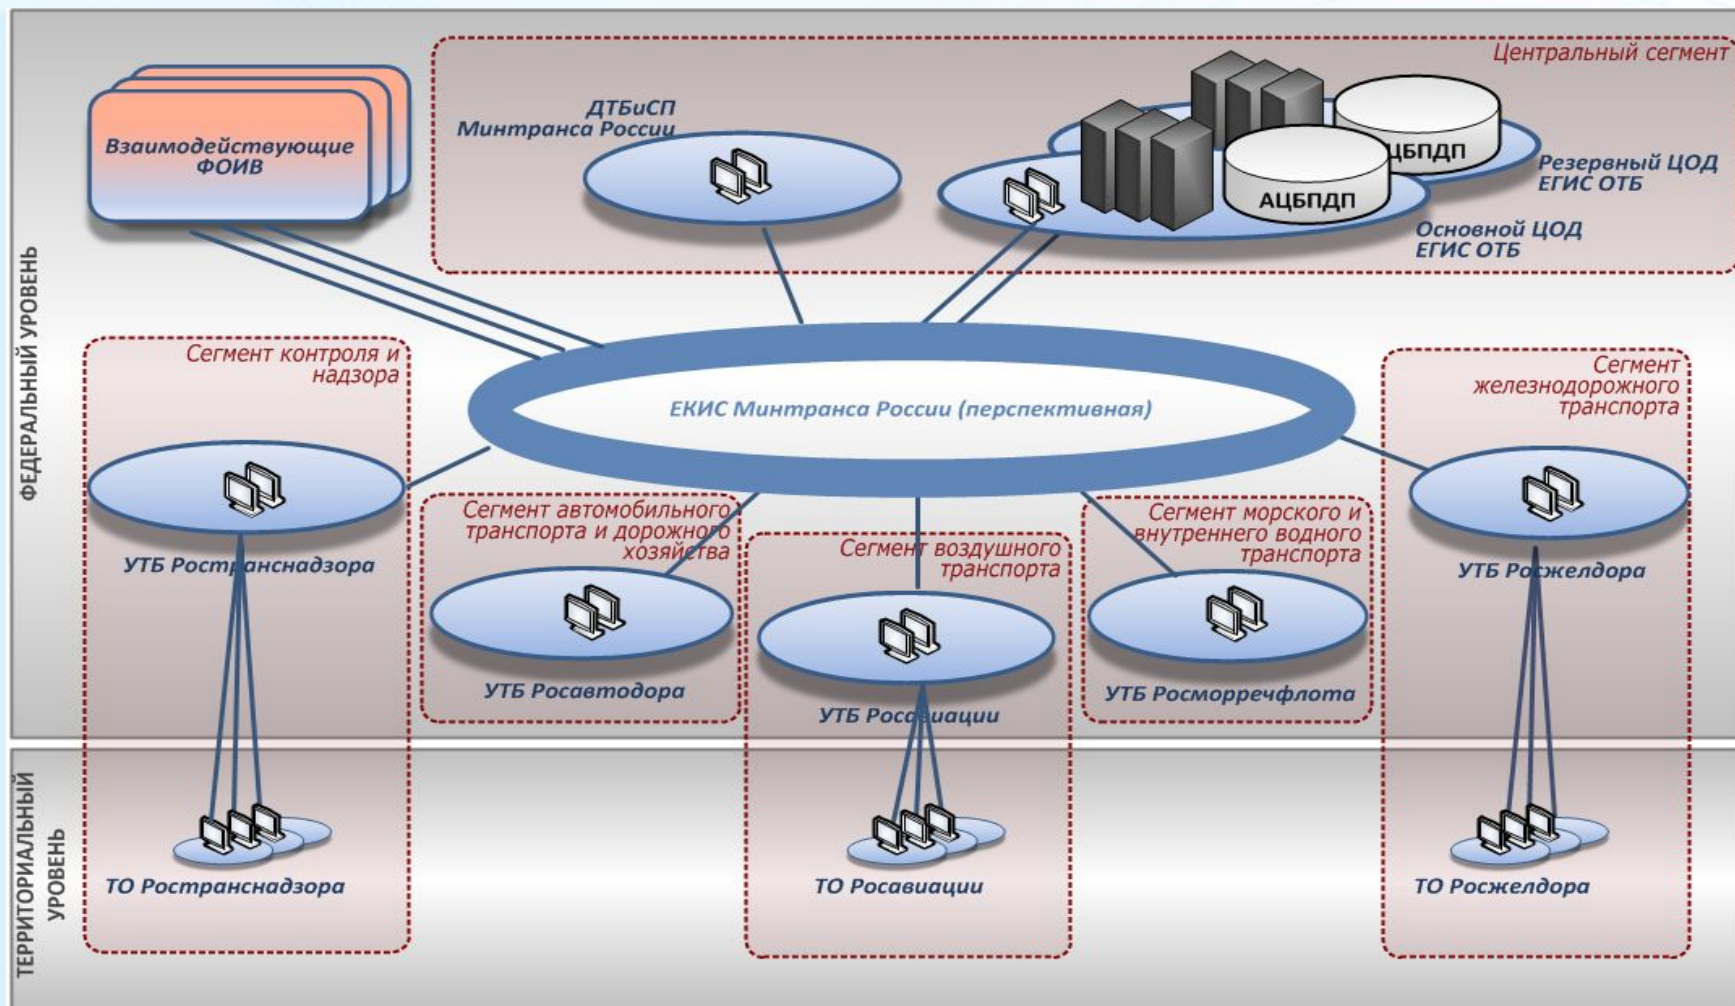 ФЕДЕРАЛЬНЫЙ УРОВЕНЬ
Центральный сегмент
Взаимодействующие
ФОИВ
ДТБиСП
Минтранса России
ЦБПДП
АЦБПДП
Резервный ЦОД
ЕГИС ОТБ
Основной ЦОД
ЕГИС ОТБ
Сегмент контроля и
надзора
ЕКИС Минтранса России (перспективная)
Сегмент
железнодорожного
транспорта
УТБ Ространснадзора
Сегмент автомобильного
транспорта и дорожного
хозяйства
УТБ Росавтодора
Сегмент воздушного
транспорта
УТБ Росавиации
Сегмент морского и
внутреннего водного
транспорта
УТБ Росморречфлота
УТБ Росжелдора
ТЕРРИТОРИАЛЬНЫЙ
УРОВЕНЬ
ТО Ространснадзора
ТО Росавиации
ТО Росжелдора